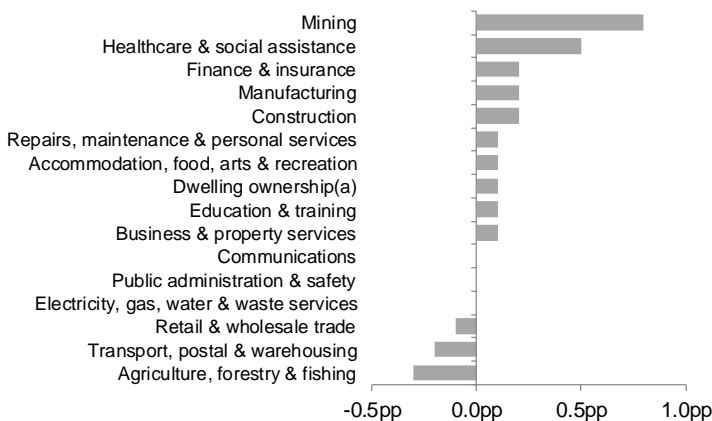 Mining
Healthcare & social assistance
Finance & insurance
Manufacturing
Construction
Repairs, maintenance & personal services
Accommodation, food, arts & recreation
Dwelling ownership(a)
Education & training
Business & property services
Communications
Public administration & safety
Electricity, gas, water & waste services
Retail & wholesale trade
Transport, postal & warehousing
Agriculture, forestry & fishing
-0.5pp 0.0pp 0.5pp 1.0pp